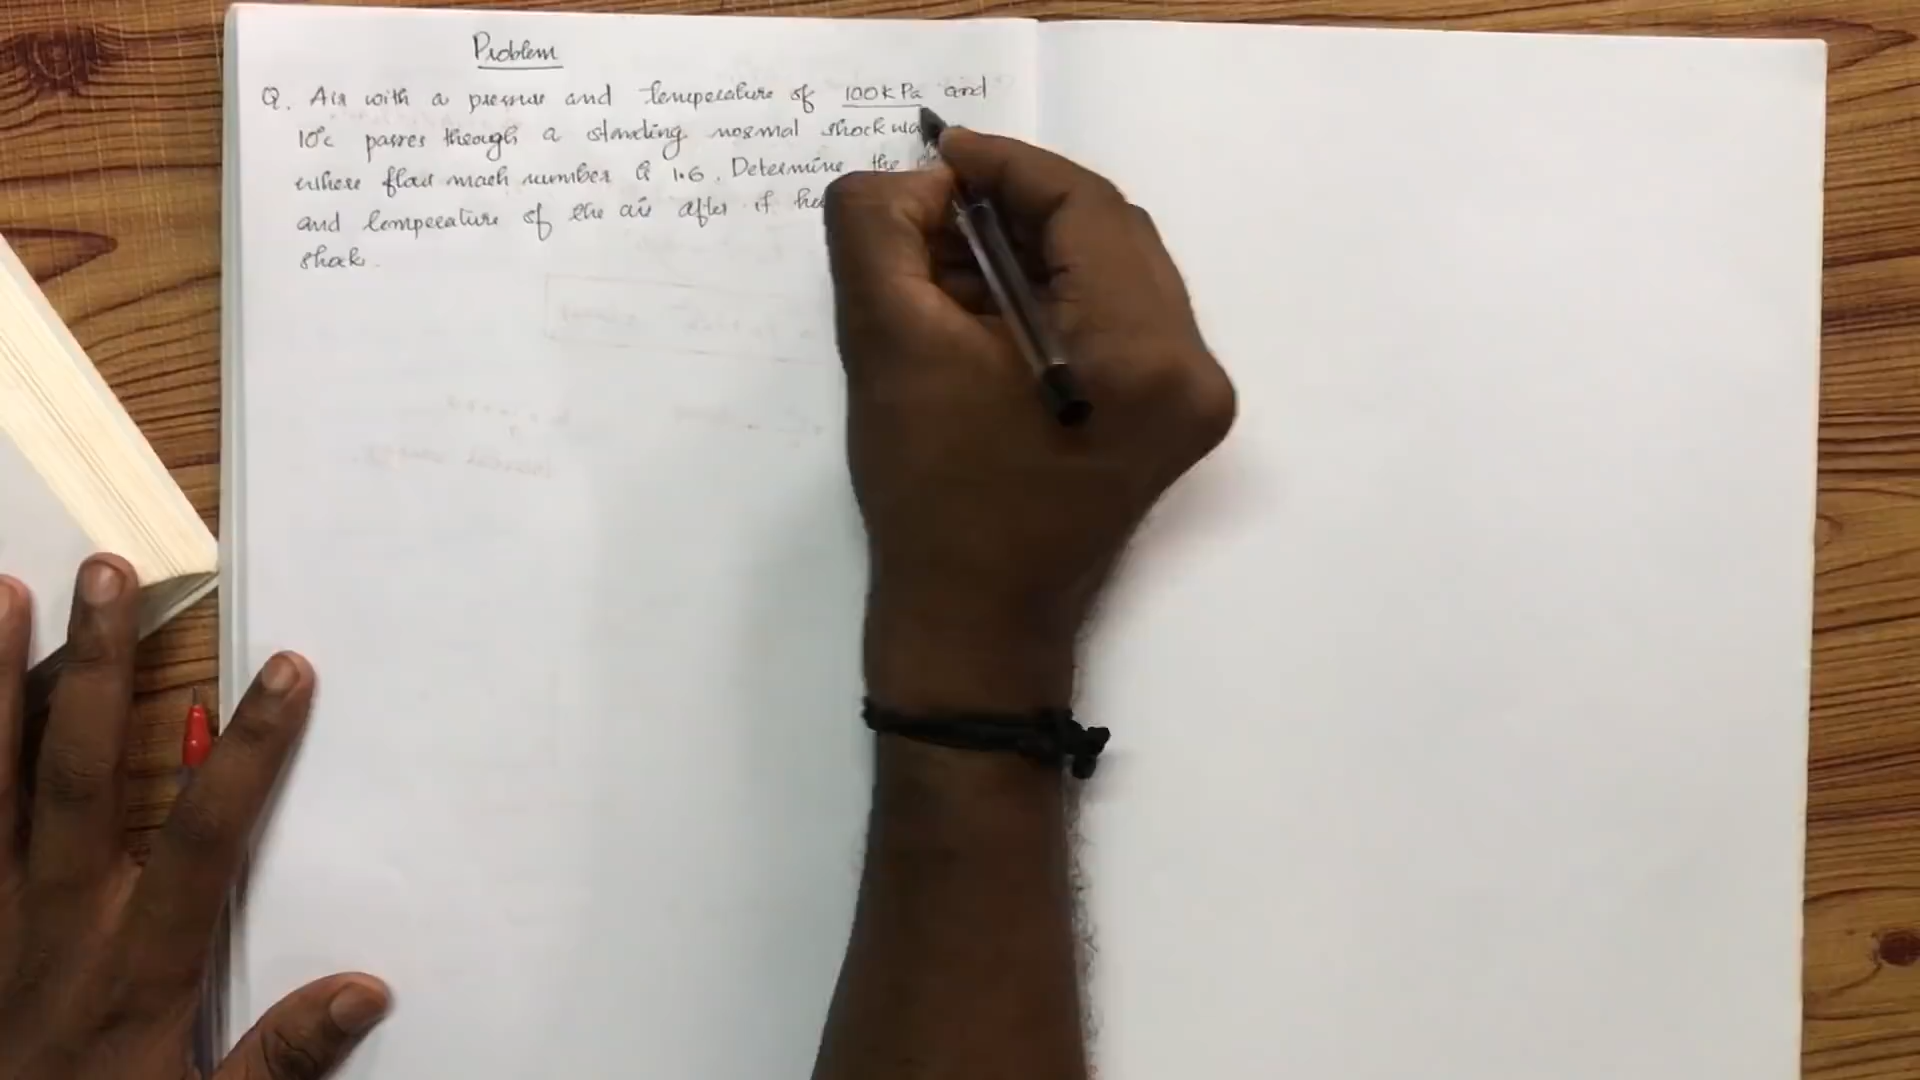 Problem
Q. Air with a pressure and temperature of 100kPa and
10°c passes through a standing normal shock
where flow mach number is 1.6. Determine the
and temperature of the air after if
shock.